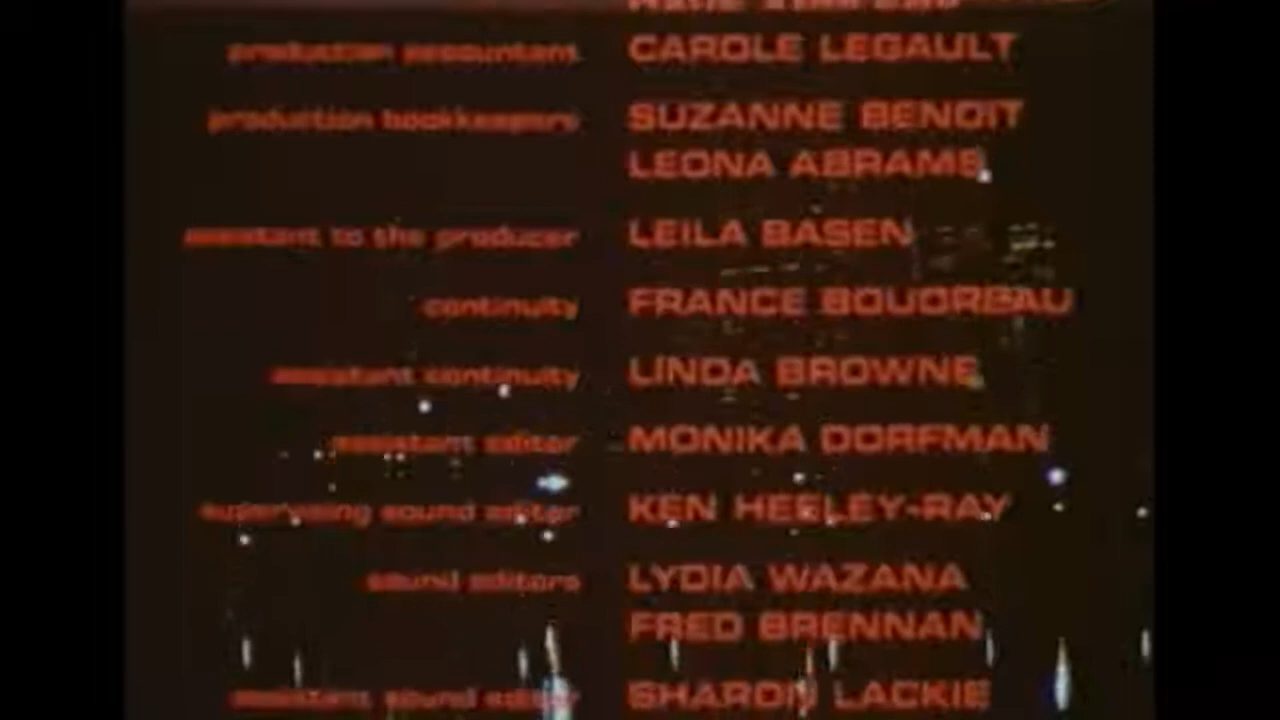 production accountant CAROLE LEGAULT
production bookkeepers SUZANNE BENOIT
LEONA ABRAMS
assistant to the producer LEILA BASEN
continuity FRANCE BOUDREAU
assistant continuity LINDA BROWNE
assistant editor MONIKA DORFMAN
supervising sound editor KEN HEELEY-RAY
sound editors LYDIA WAZANA
FRED BRENNAN
assistant sound editor SHARON LACKIE